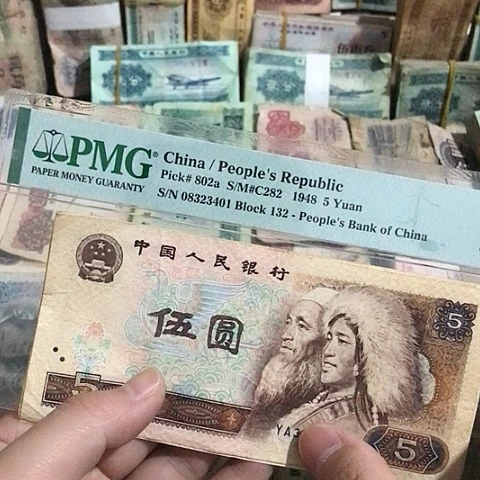 PMG
PAPER MONEY GUARANTY
China / People's Republic
Pick# 802a S/M#C282 1948 5 Yuan
S/N 08323401 Block 132 - People's Bank of China
中国人民银行
伍圆
5
5
YA3
5